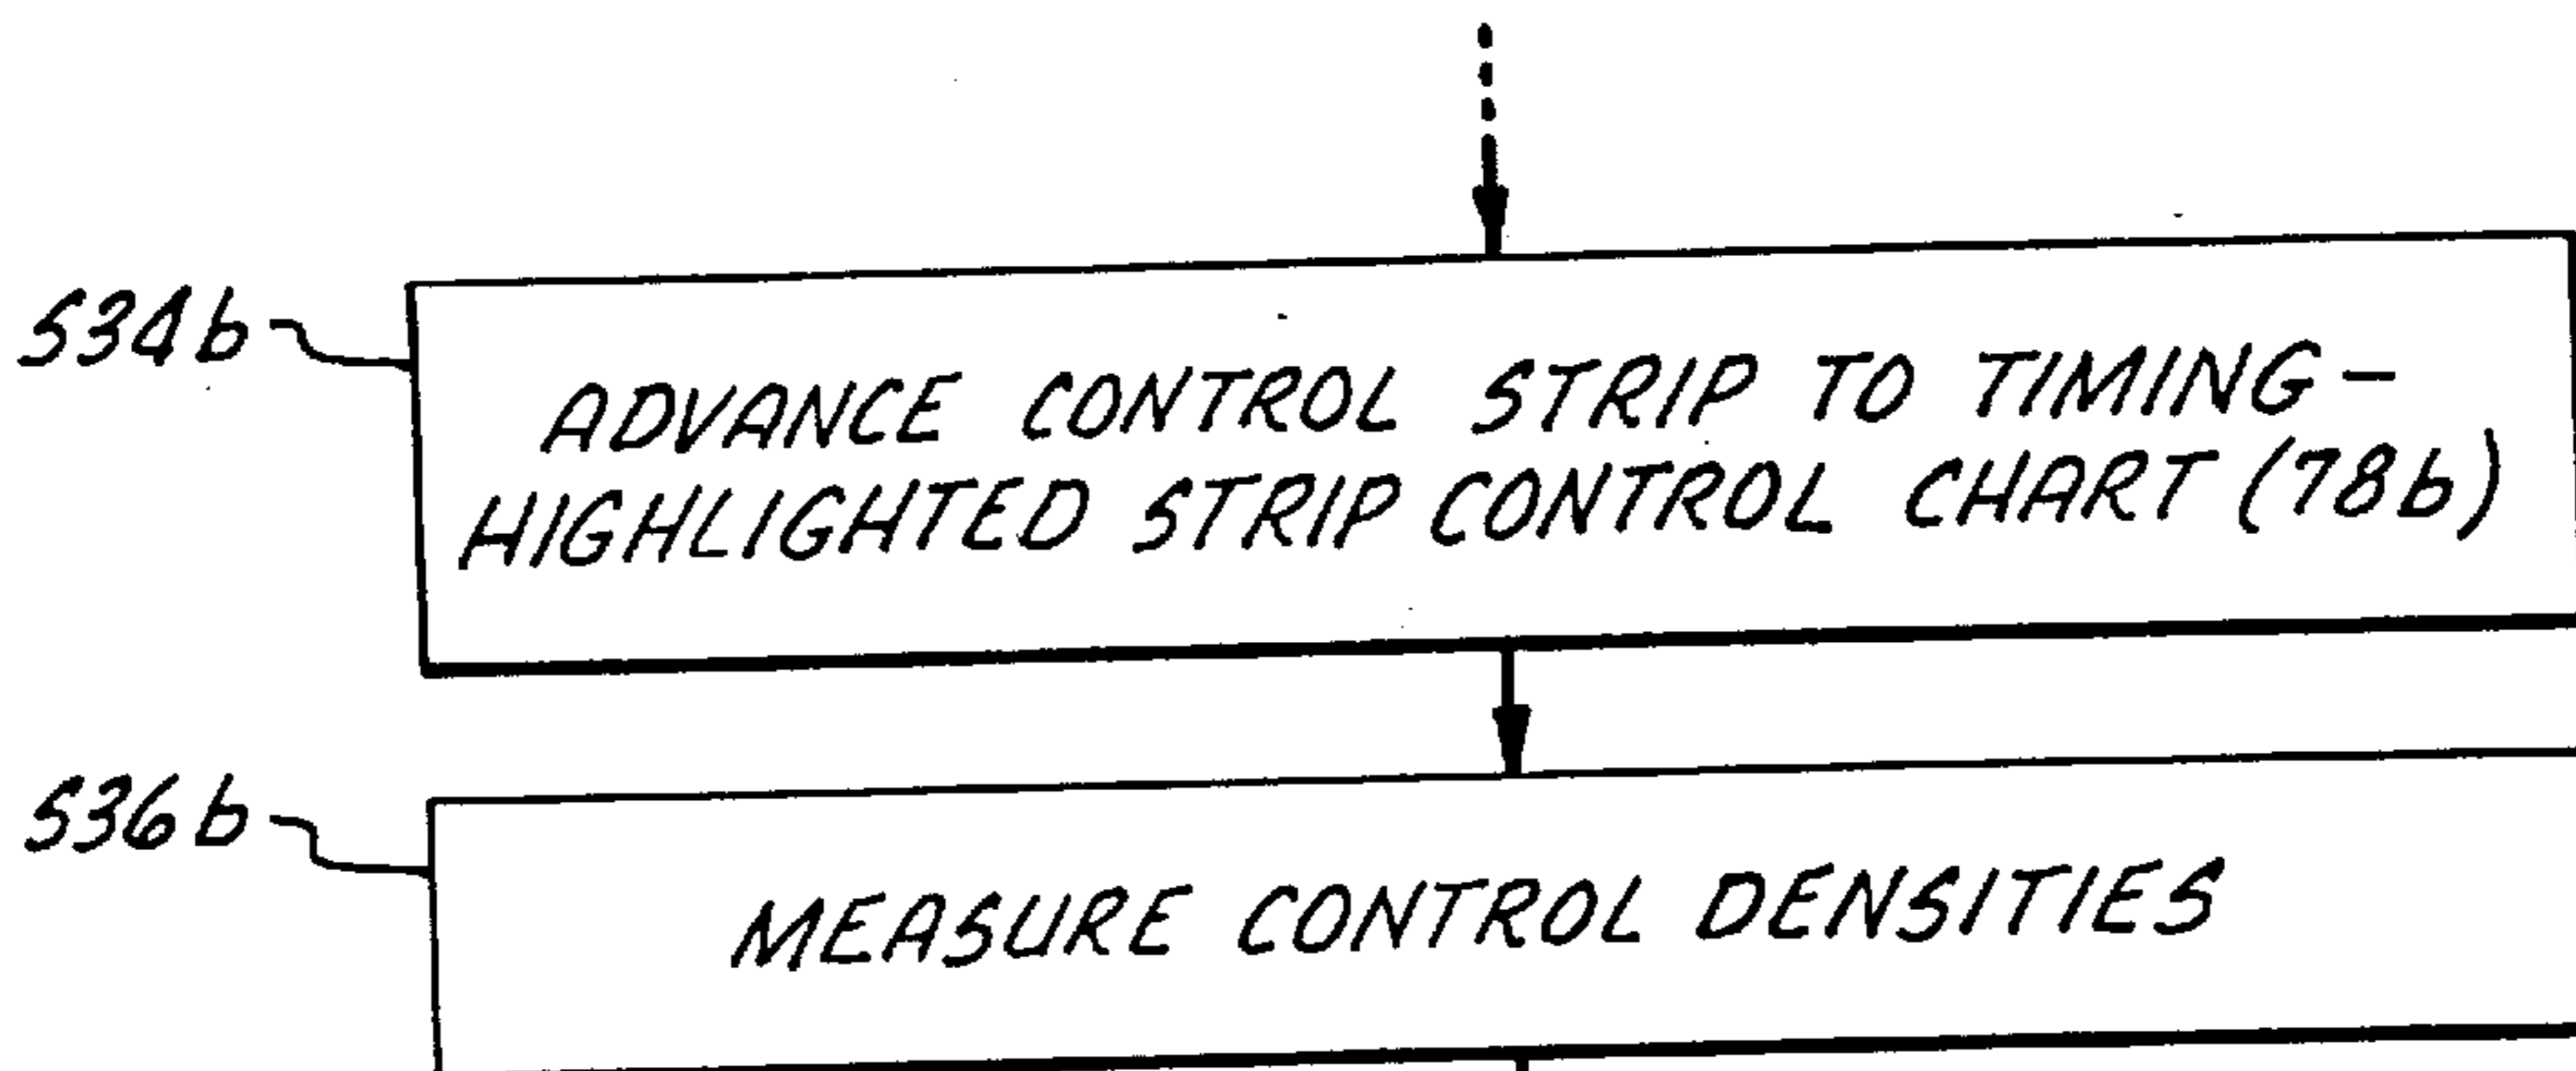 534b
ADVANCE CONTROL STRIP TO TIMING-
HIGHLIGHTED STRIP CONTROL CHART (78b)
536b
MEASURE CONTROL DENSITIES